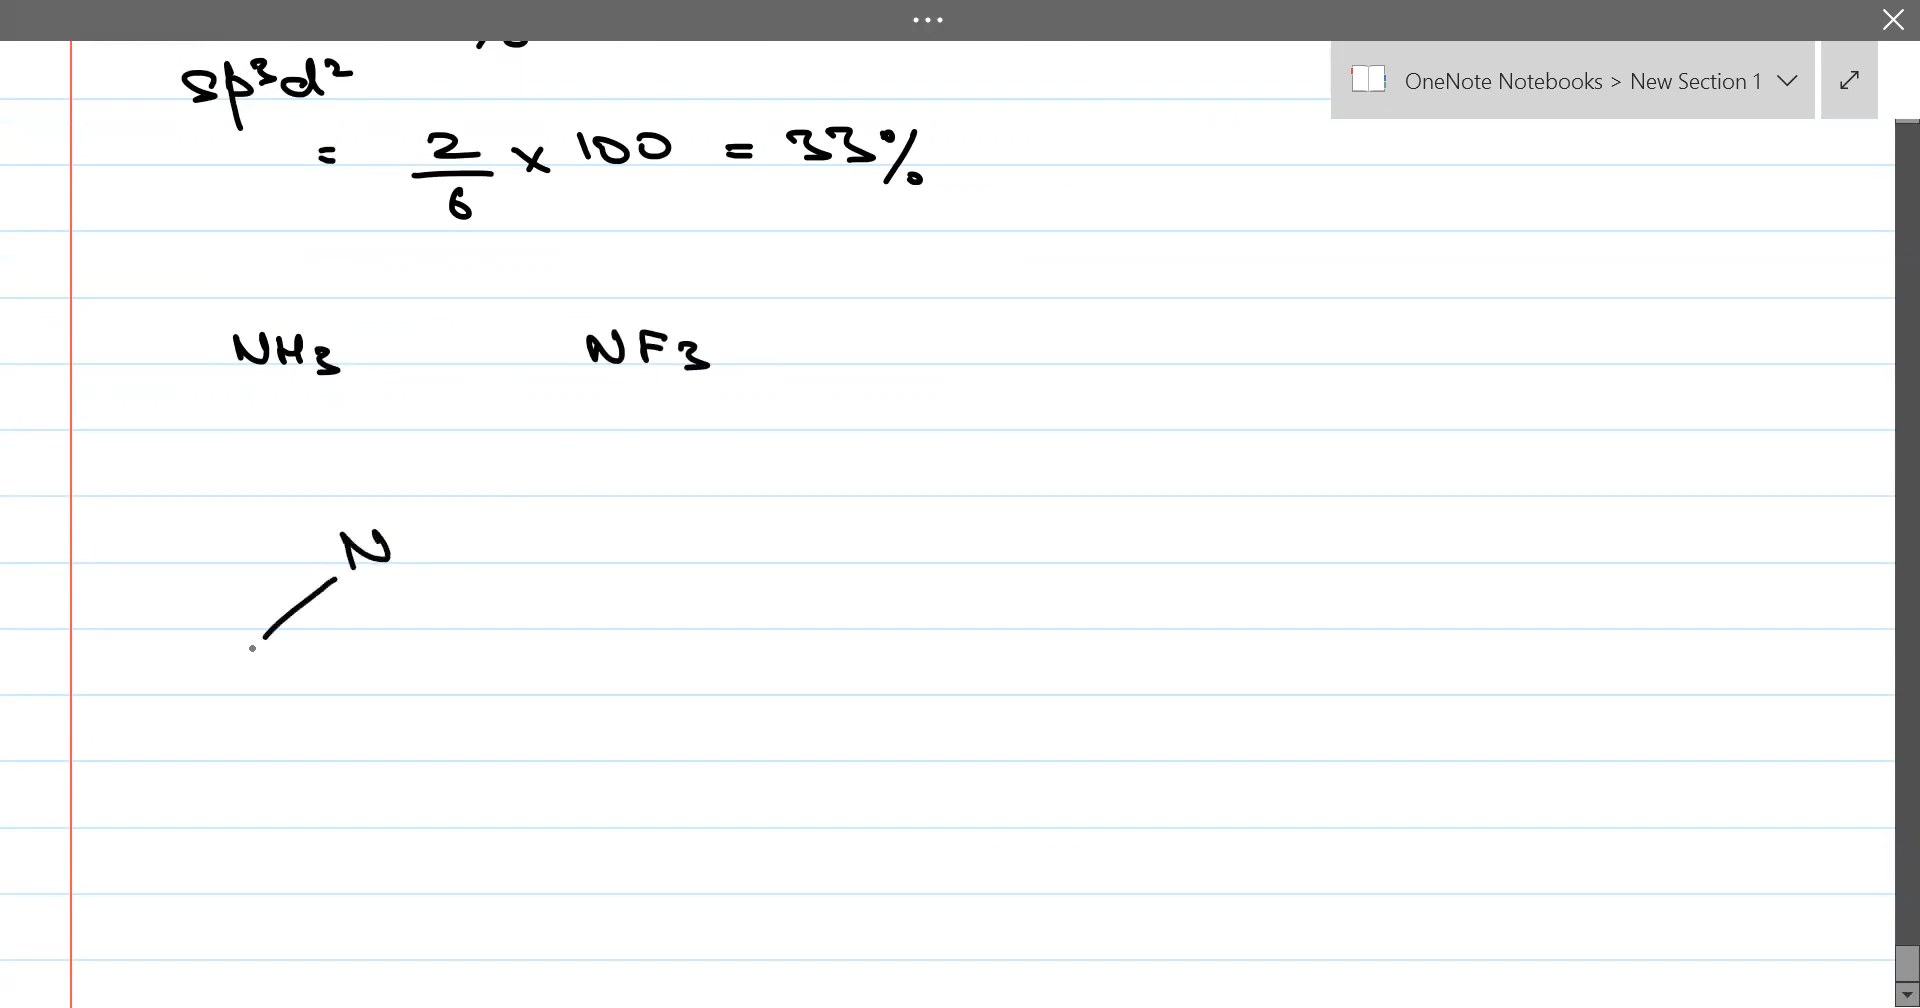 ...
OneNote Notebooks > New Section 1
sp³d²
= 2/6 × 100 = 33%
NH₃ NF₃
N